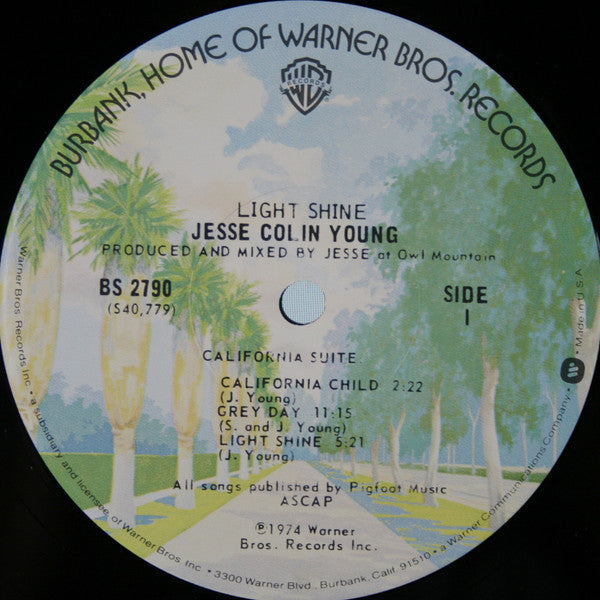 BURBANK, HOME OF WARNER BROS. RECORDS
WB
RECORDS
®
LIGHT SHINE
JESSE COLIN YOUNG
PRODUCED AND MIXED BY JESSE at Owl Mountain
BS 2790
(S40,779)
SIDE
1
CALIFORNIA SUITE:
CALIFORNIA CHILD 2:22
(J. Young)
GREY DAY 11:15
(S. and J. Young)
LIGHT SHINE 5:21
(J. Young)
All songs published by Pigfoot Music
ASCAP
℗1974 Warner
Bros. Records Inc.
Warner Bros. Records Inc. • a subsidiary and licensee of Warner Bros. Inc. • 3300 Warner Blvd., Burbank, Calif. 91510 • a Warner Communications Company • Made in U.S.A.